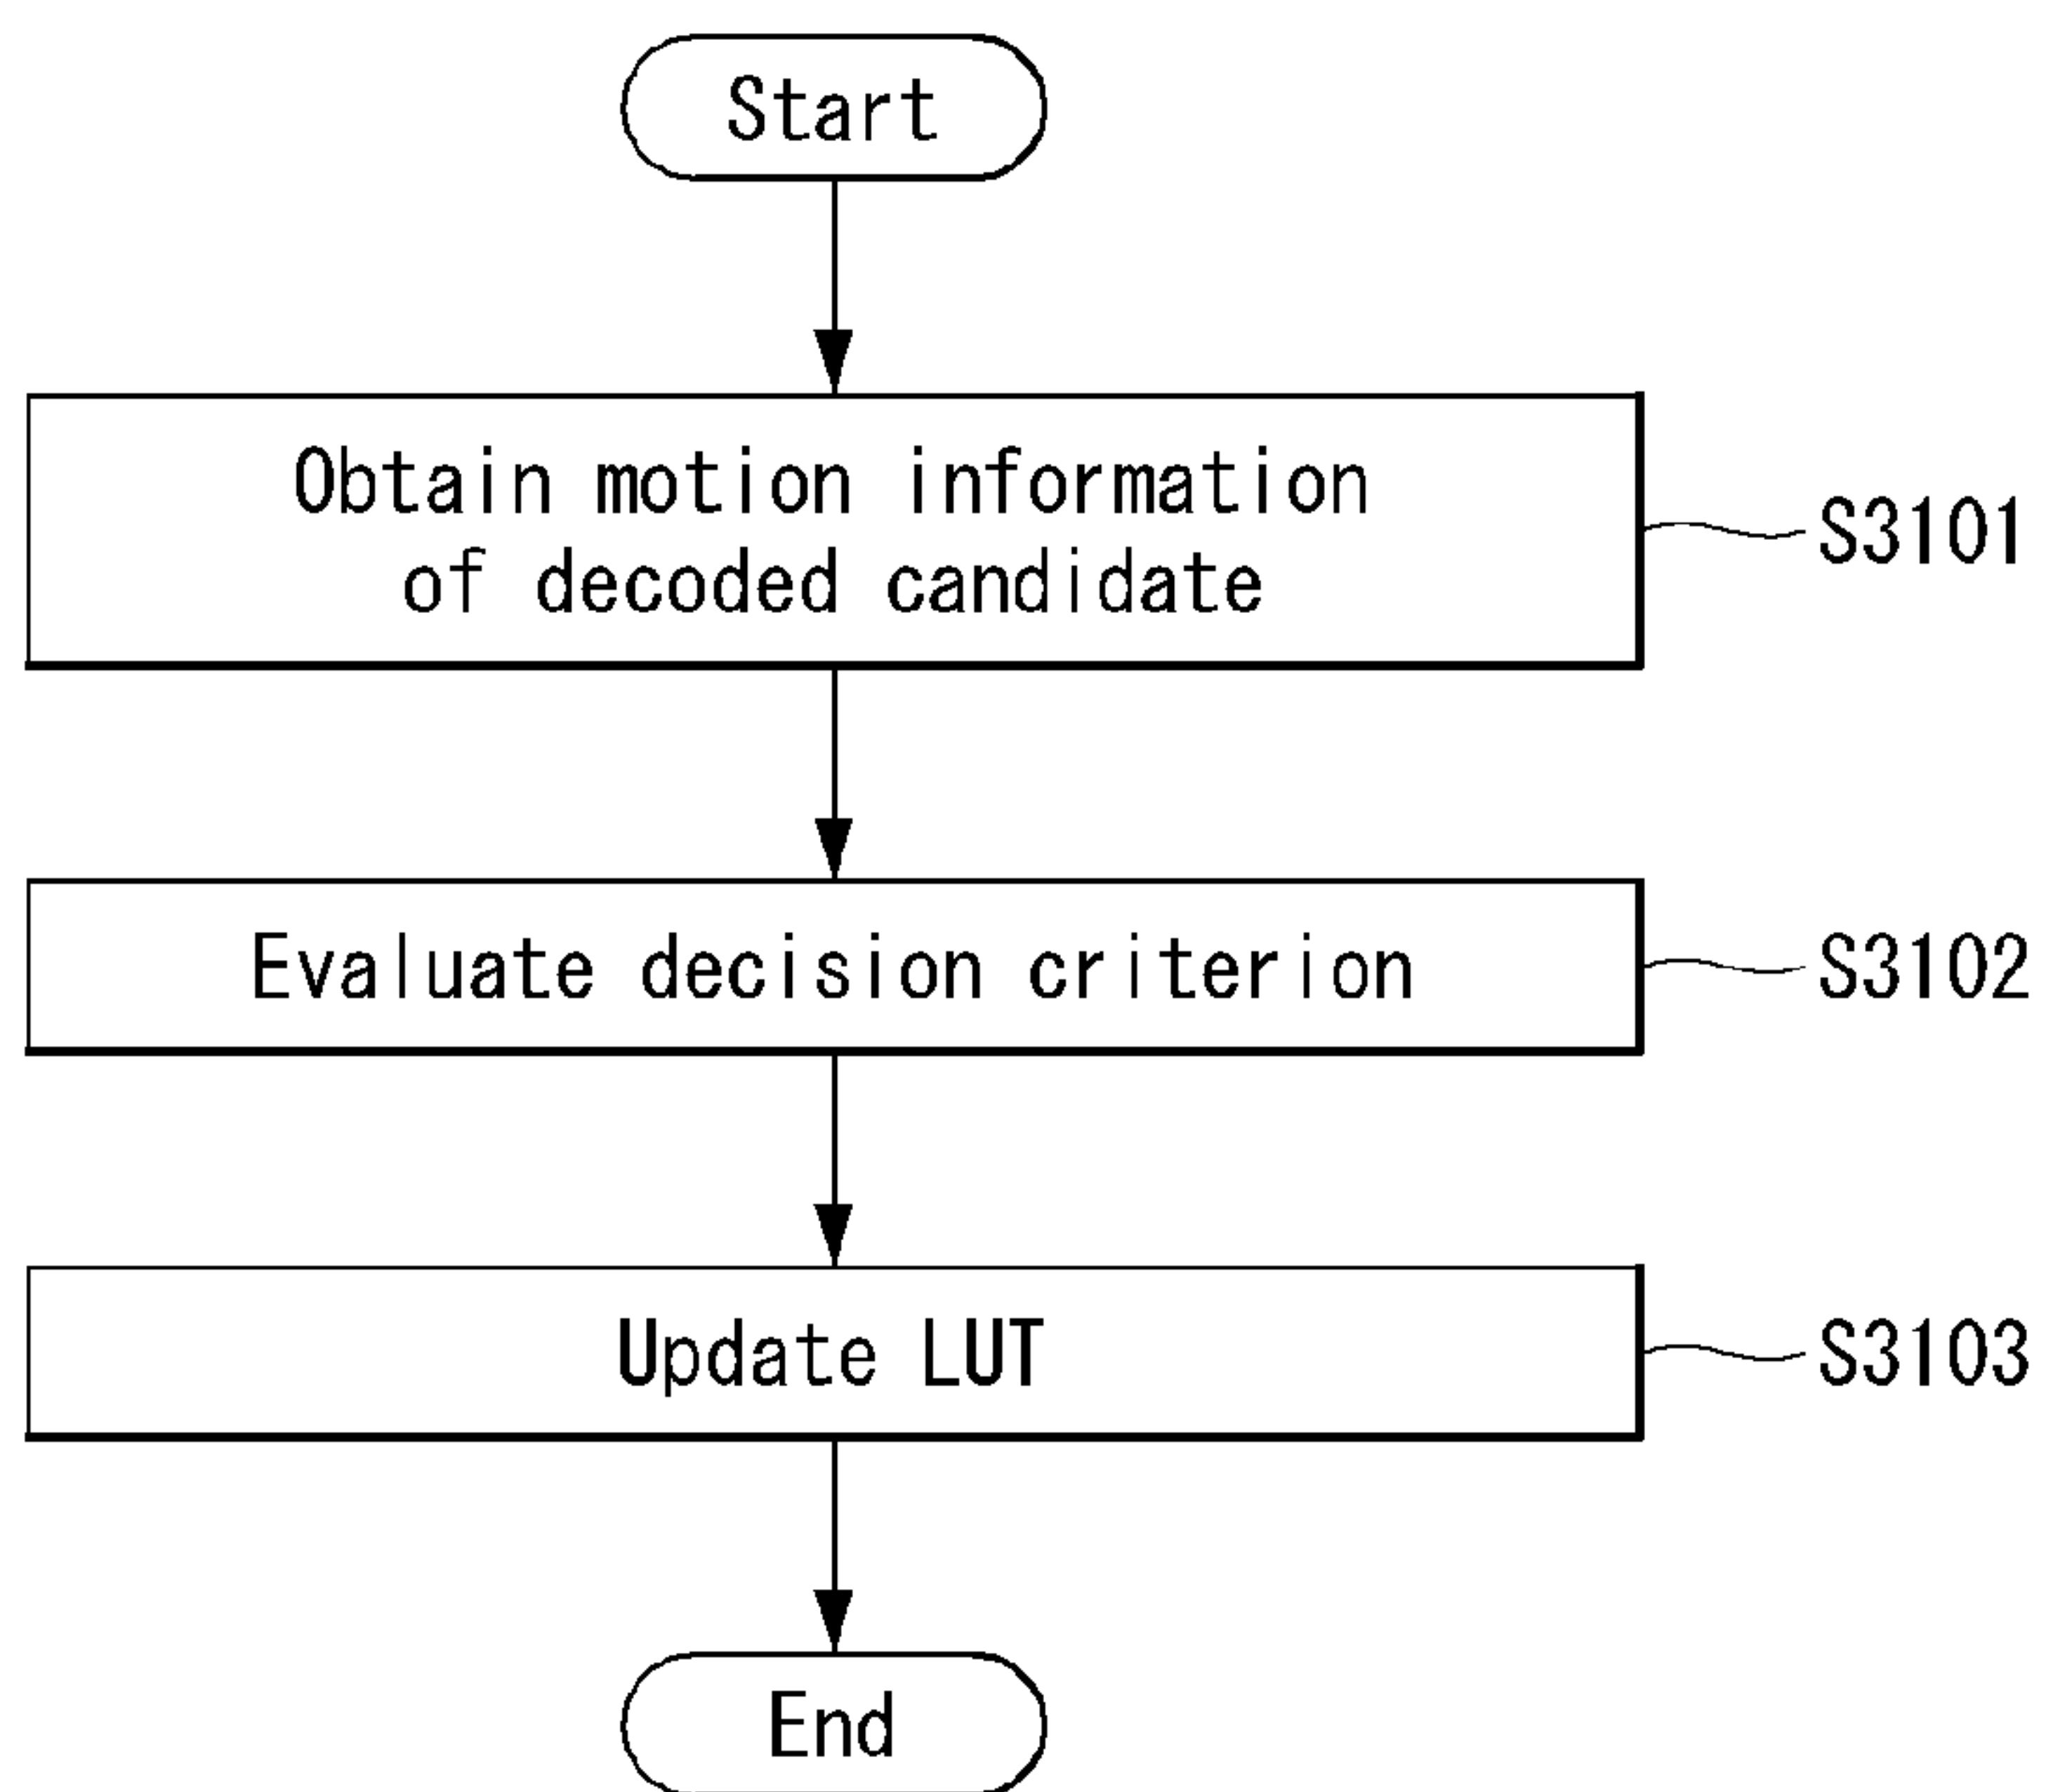 Start
Obtain motion information
of decoded candidate
S3101
Evaluate decision criterion
S3102
Update LUT
S3103
End